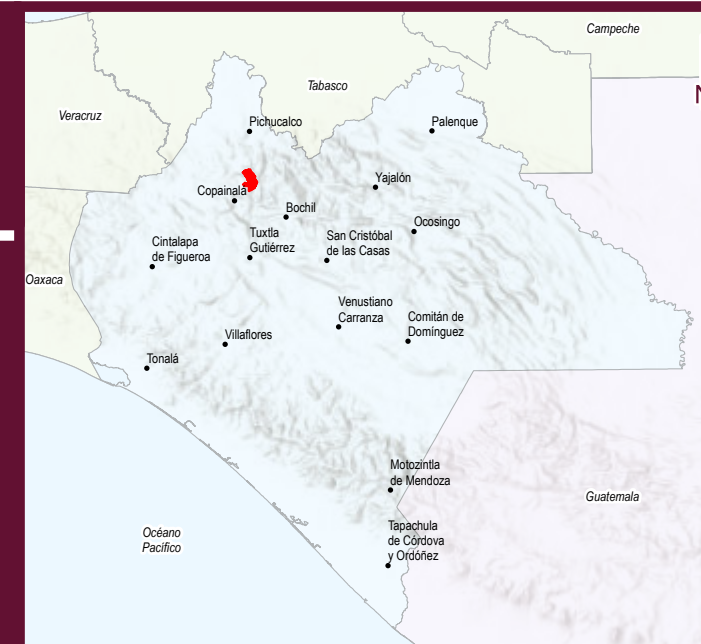 Campeche
Tabasco
N
Veracruz
Pichucalco
Palenque
Yajalón
Copainalá
Bochil
Ocosingo
Tuxtla
Gutiérrez
San Cristóbal
de las Casas
Cintalapa
de Figueroa
Oaxaca
Venustiano
Carranza
Comitán de
Domínguez
Villaflores
Tonalá
Motozintla
de Mendoza
Guatemala
Océano
Pacifico
Tapachula
de Córdova
y Ordóñez